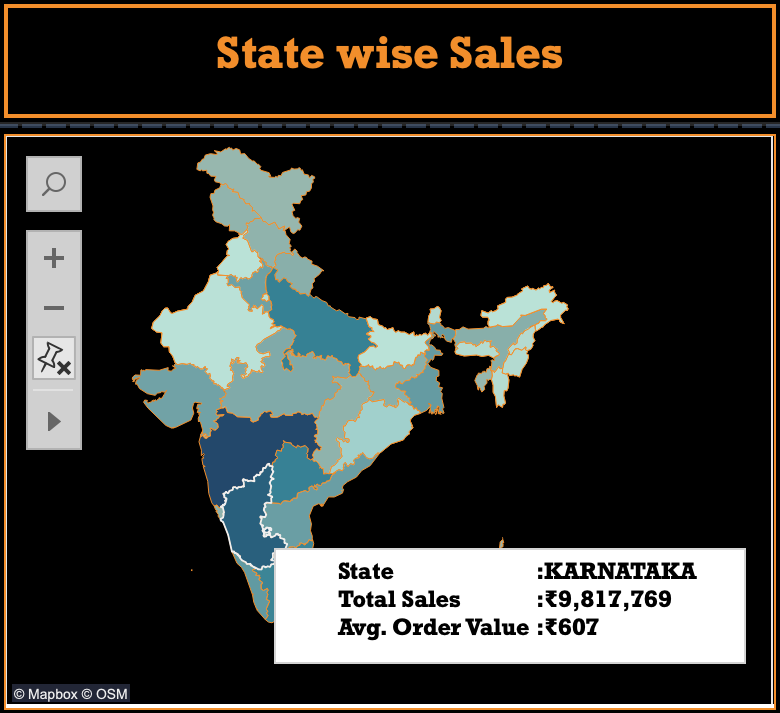 State wise Sales
State :KARNATAKA
Total Sales :₹9,817,769
Avg. Order Value :₹607
© Mapbox © OSM